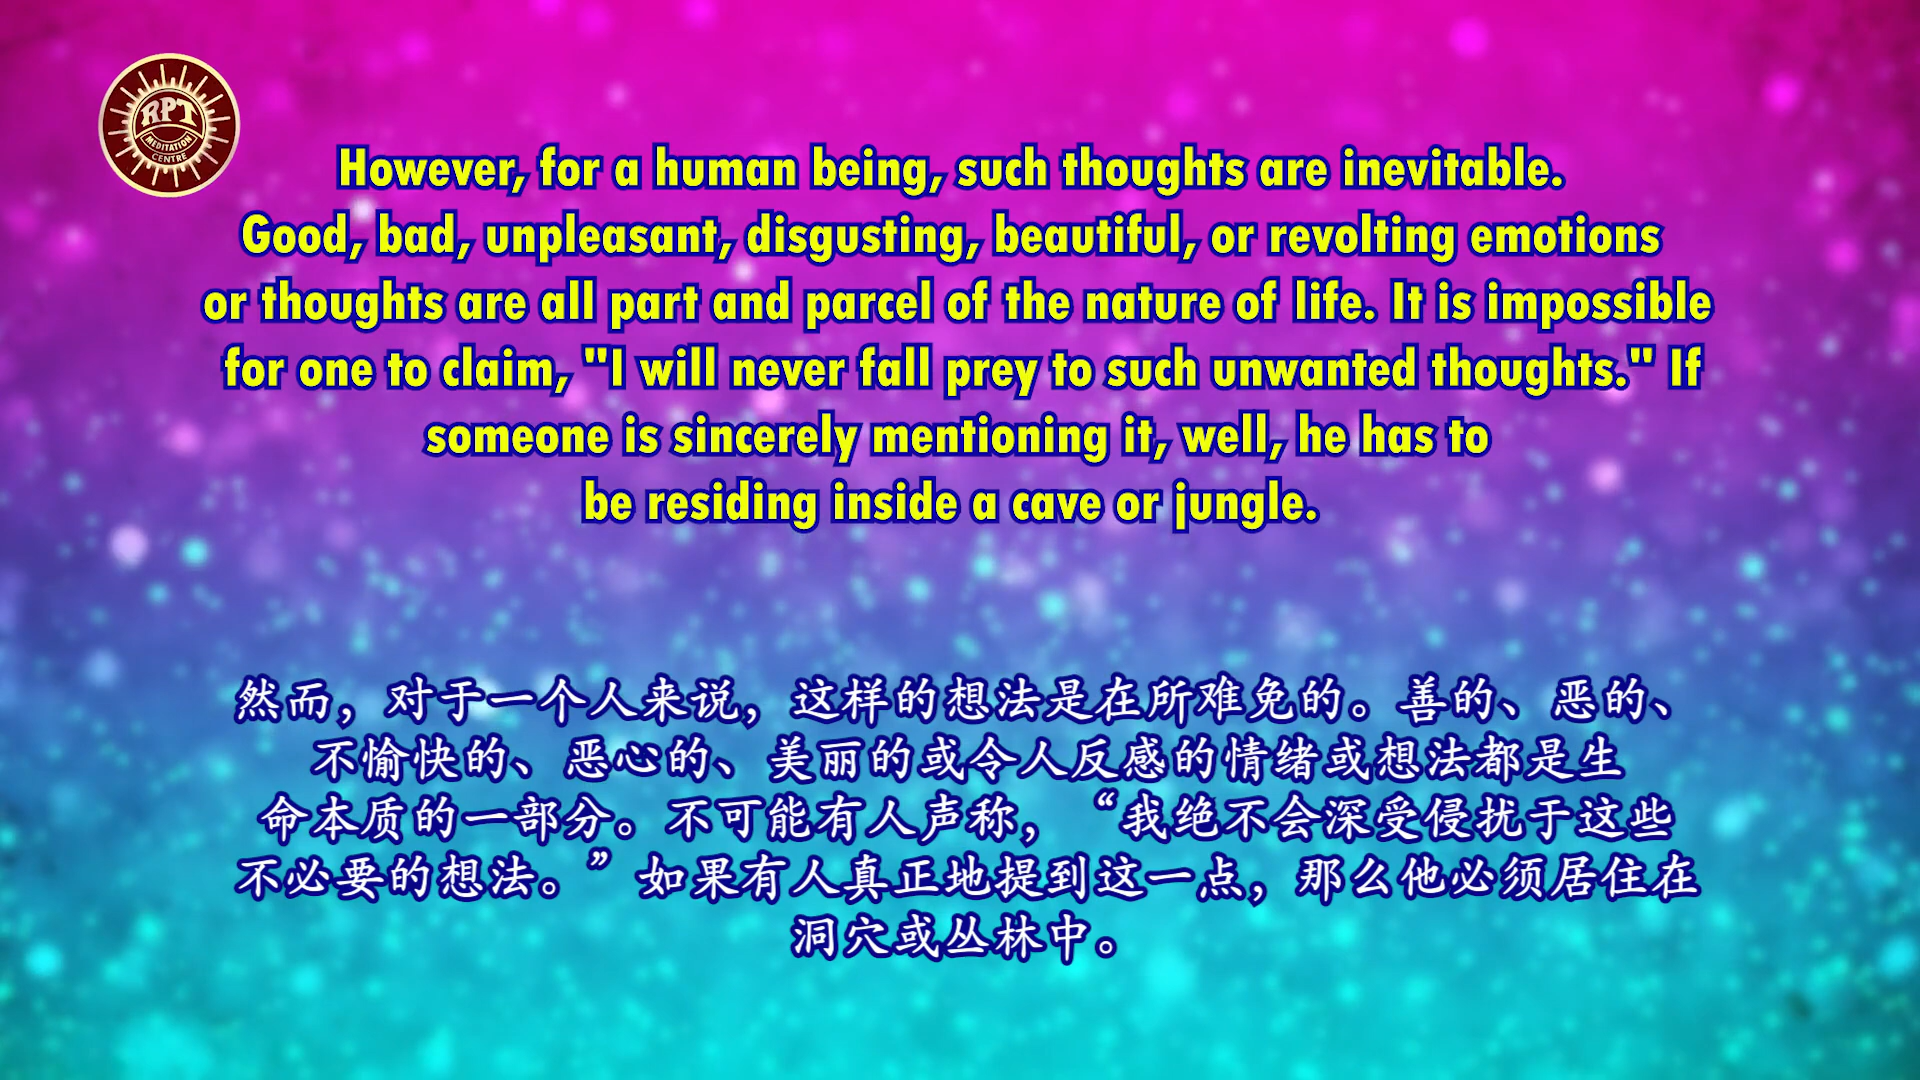 RPT
MEDITATION
CENTRE
However, for a human being, such thoughts are inevitable.
Good, bad, unpleasant, disgusting, beautiful, or revolting emotions
or thoughts are all part and parcel of the nature of life. It is impossible
for one to claim, "I will never fall prey to such unwanted thoughts." If
someone is sincerely mentioning it, well, he has to
be residing inside a cave or jungle.
然而，对于一个人来说，这样的想法是在所难免的。善的、恶的、
不愉快的、恶心的、美丽的或令人反感的情绪或想法都是生
命本质的一部分。不可能有人声称，“我绝不会深受侵扰于这些
不必要的想法。”如果有人真正地提到这一点，那么他必须居住在
洞穴或丛林中。